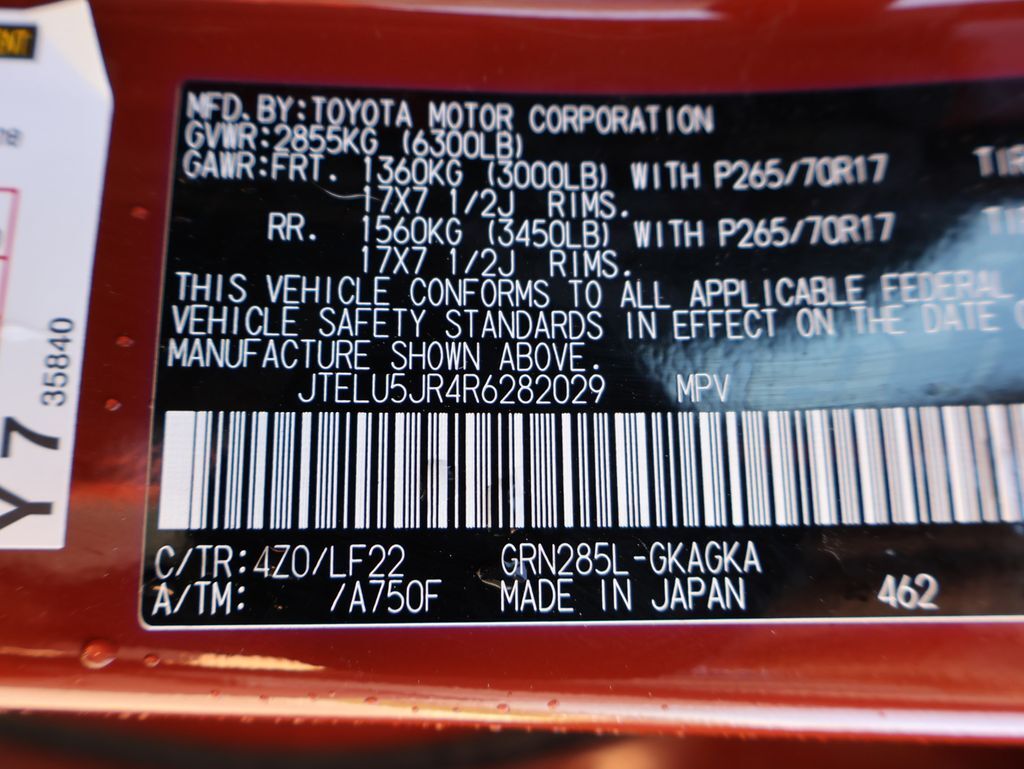 MFD. BY: TOYOTA MOTOR CORPORATION
GVWR: 2855KG (6300LB)
GAWR: FRT. 1360KG (3000LB) WITH P265/70R17
17X7 1/2J RIMS.
RR. 1560KG (3450LB) WITH P265/70R17
17X7 1/2J RIMS.
THIS VEHICLE CONFORMS TO ALL APPLICABLE FEDERAL
VEHICLE SAFETY STANDARDS IN EFFECT ON THE DATE
MANUFACTURE SHOWN ABOVE.
JTELU5JR4R6282029 MPV
C/TR: 4Z0/LF22 GRN285L-GKAGKA
A/TM: /A750F MADE IN JAPAN 462
Y7
35840